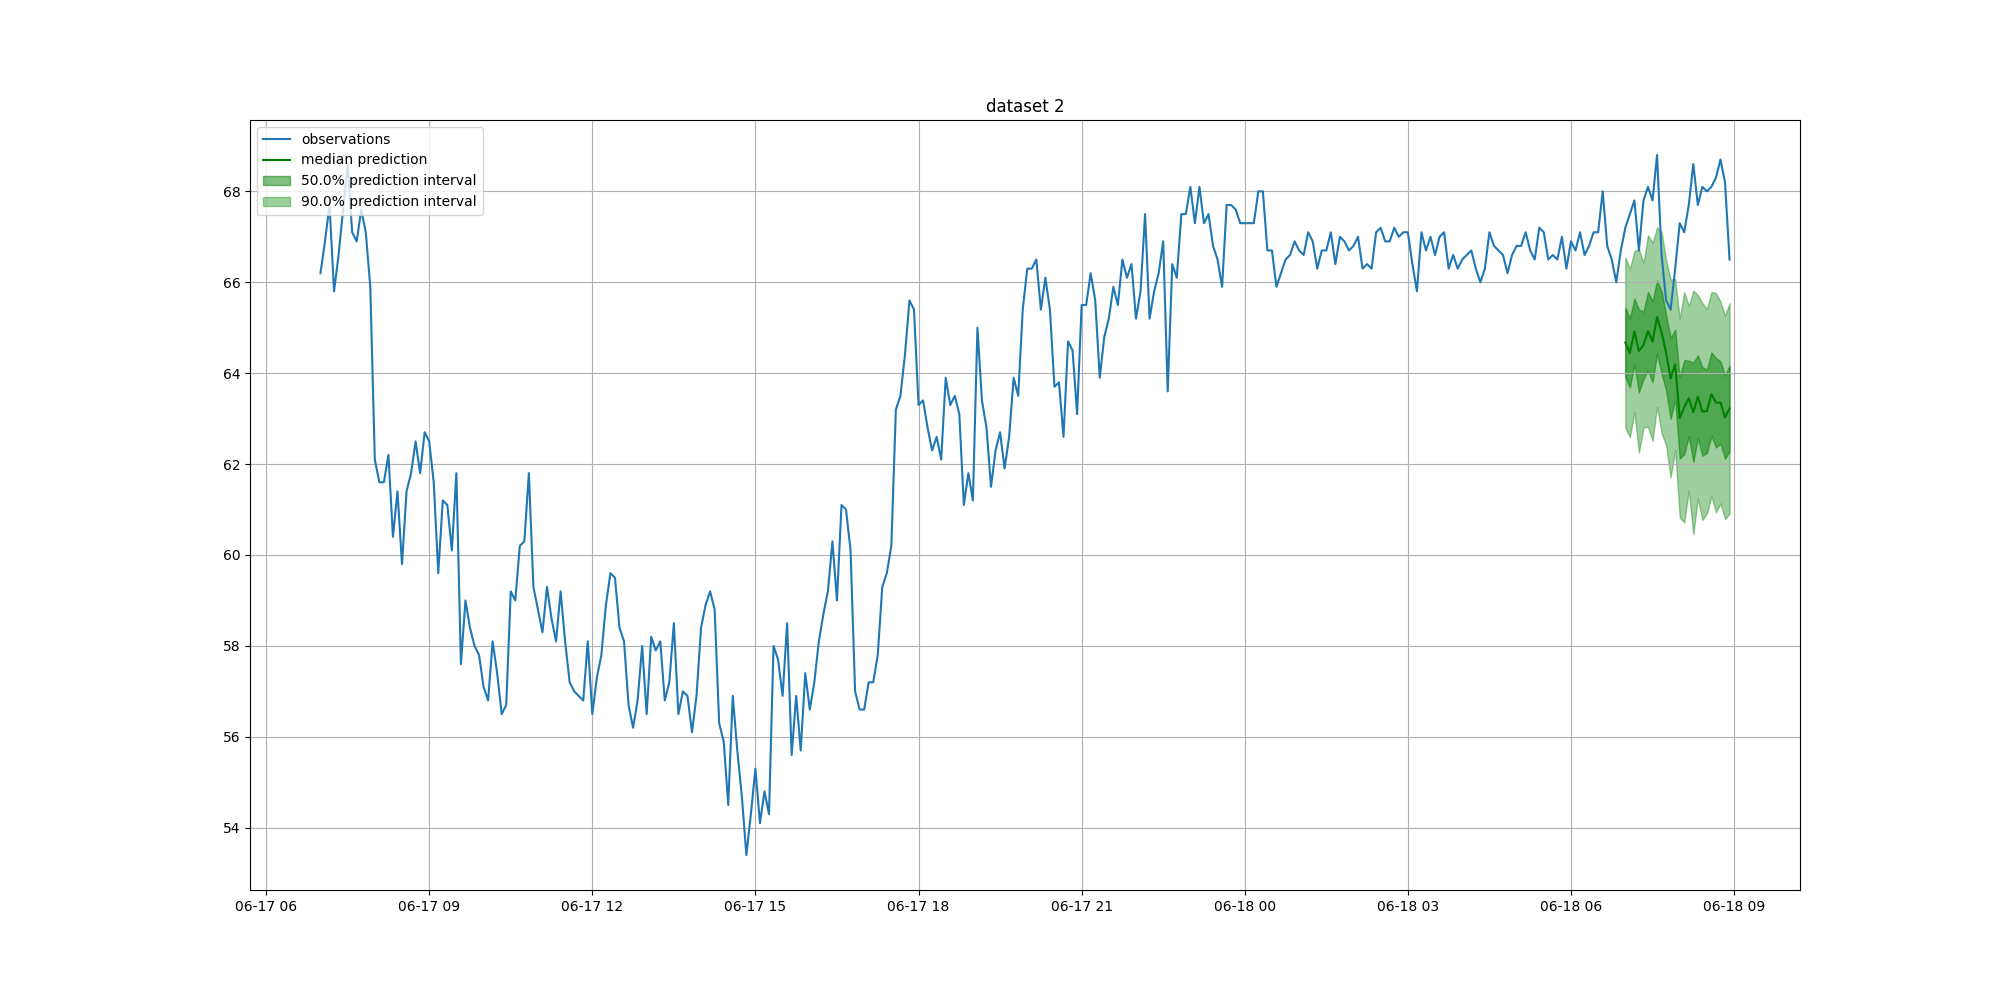 dataset 2
observations
median prediction
50.0% prediction interval
90.0% prediction interval
68
66
64
62
60
58
56
54
06-17 06 06-17 09 06-17 12 06-17 15 06-17 18 06-17 21 06-18 00 06-18 03 06-18 06 06-18 09